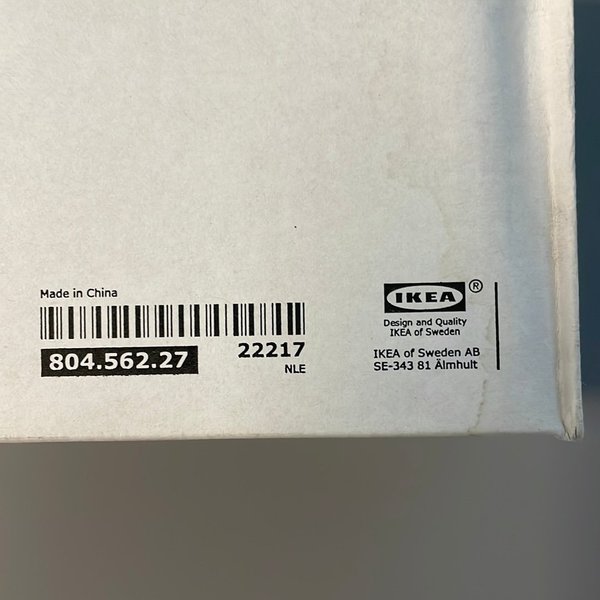 Made in China
804.562.27
22217
NLE
IKEA®
Design and Quality
IKEA of Sweden
IKEA of Sweden AB
SE-343 81 Älmhult